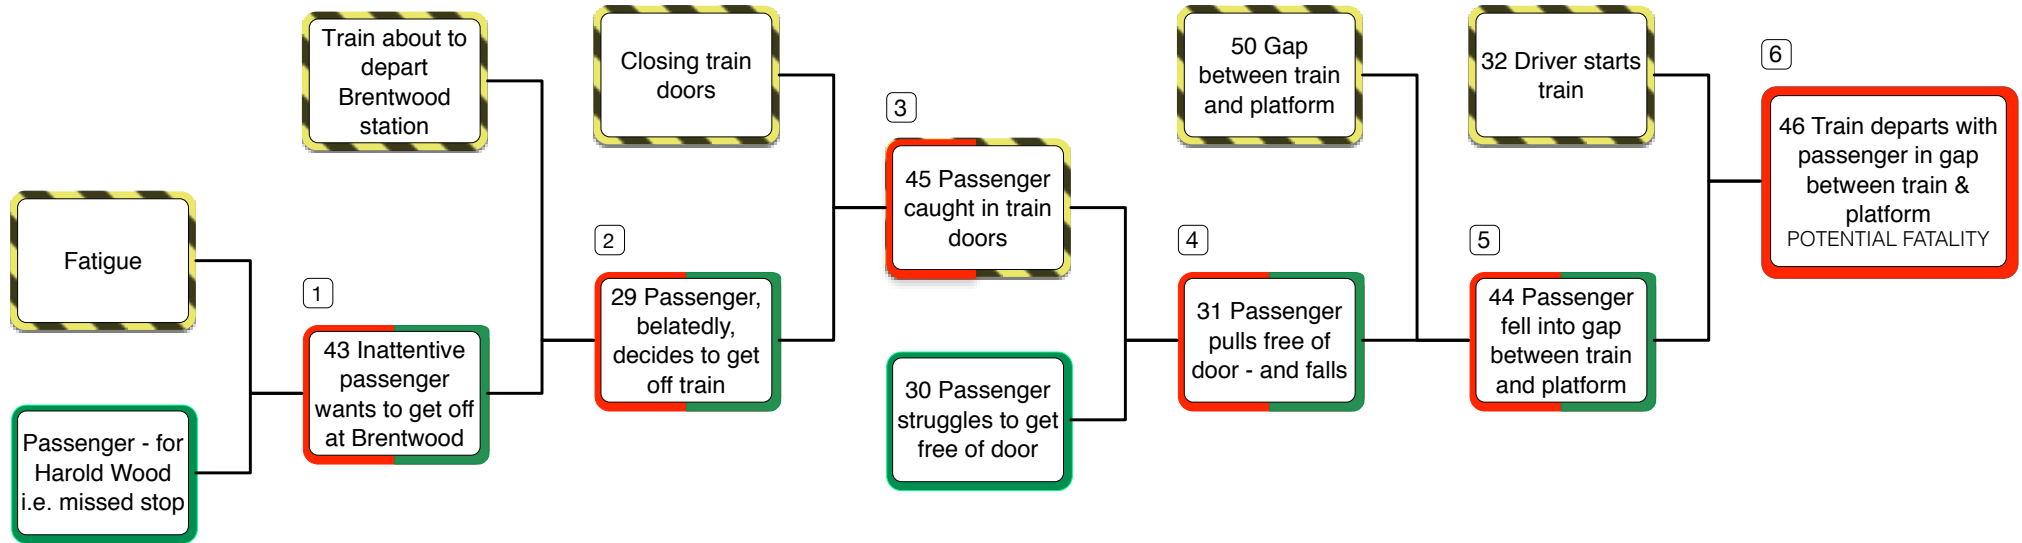 Train about to
depart
Brentwood
station
Closing train
doors
50 Gap
between train
and platform
32 Driver starts
train
6
46 Train departs with
passenger in gap
between train &
platform
POTENTIAL FATALITY
3
45 Passenger
caught in train
doors
Fatigue
2
29 Passenger,
belatedly,
decides to get
off train
4
31 Passenger
pulls free of
door - and falls
5
44 Passenger
fell into gap
between train
and platform
1
43 Inattentive
passenger
wants to get off
at Brentwood
30 Passenger
struggles to get
free of door
Passenger - for
Harold Wood
i.e. missed stop